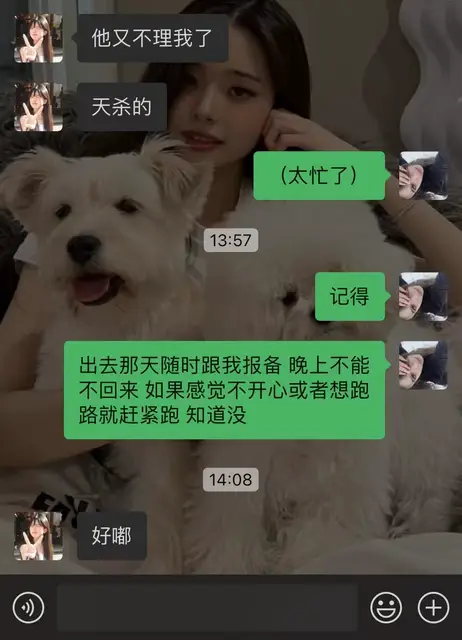 他又不理我了
天杀的
（太忙了）
13:57
记得
出去那天随时跟我报备 晚上不能
不回来 如果感觉不开心或者想跑
路就赶紧跑 知道没
14:08
好嘟